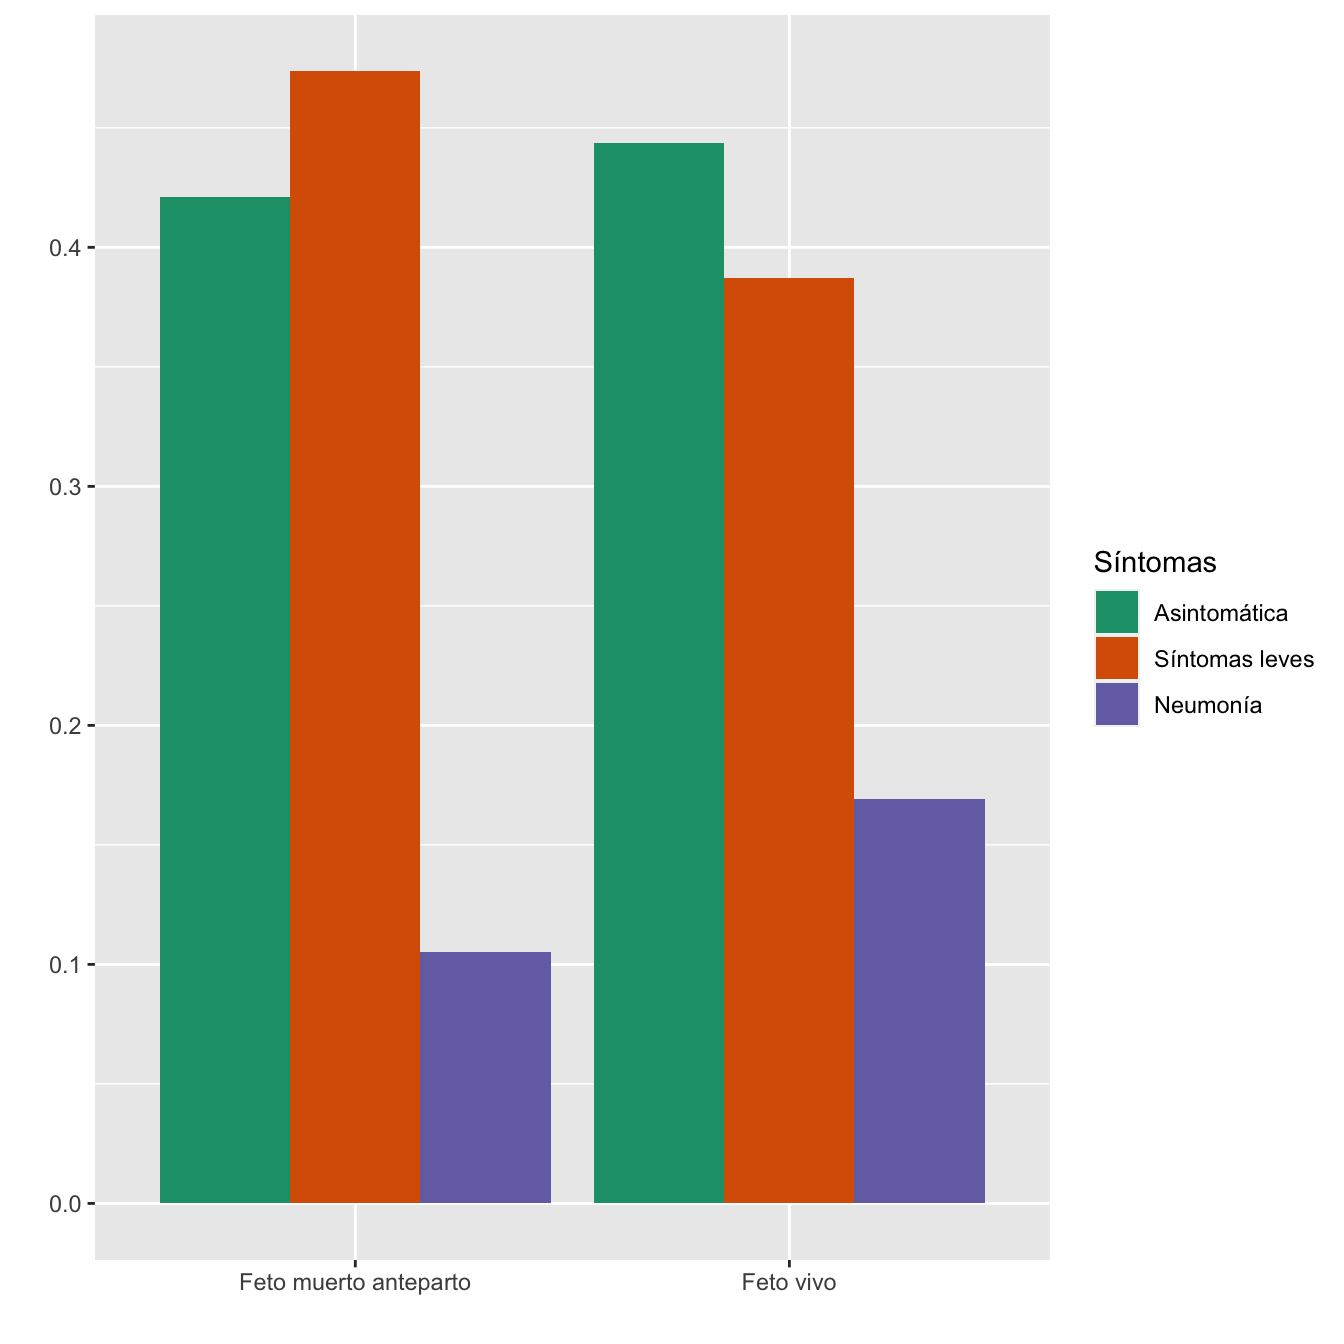 0.4
0.3
0.2
0.1
0.0
Feto muerto anteparto
Feto vivo
Síntomas
Asintomática
Síntomas leves
Neumonía